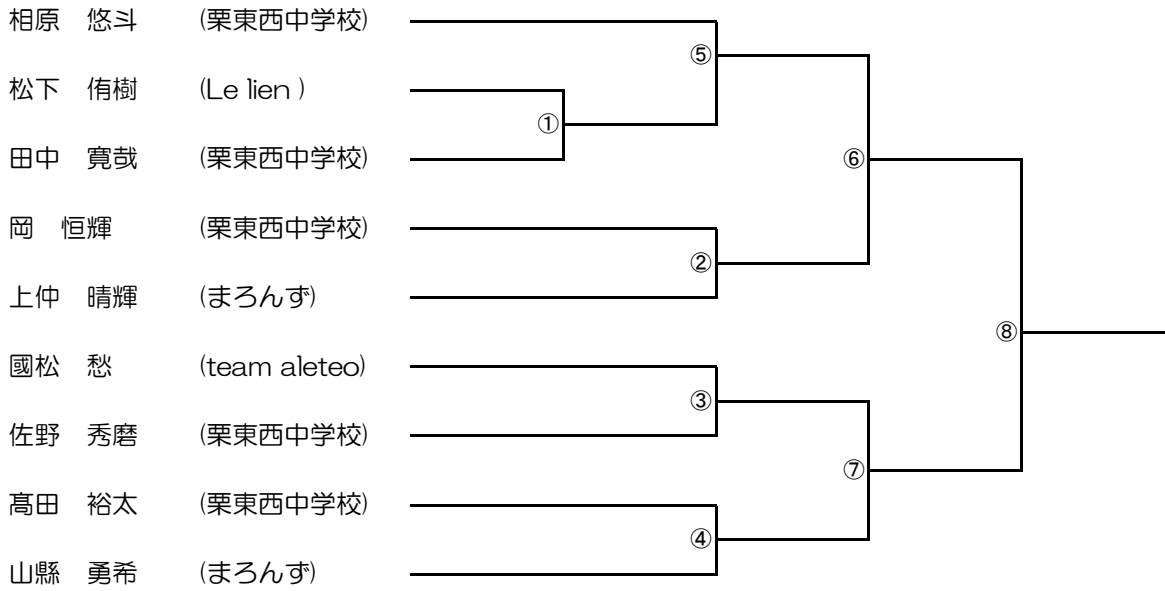 相原　悠斗　(栗東西中学校)
⑤
松下　侑樹　(Le lien )
①
田中　寛哉　(栗東西中学校)
⑥
岡　恒輝　(栗東西中学校)
②
上仲　晴輝　(まろんず)
⑧
國松　愁　(team aleteo)
③
佐野　秀磨　(栗東西中学校)
⑦
髙田　裕太　(栗東西中学校)
④
山縣　勇希　(まろんず)